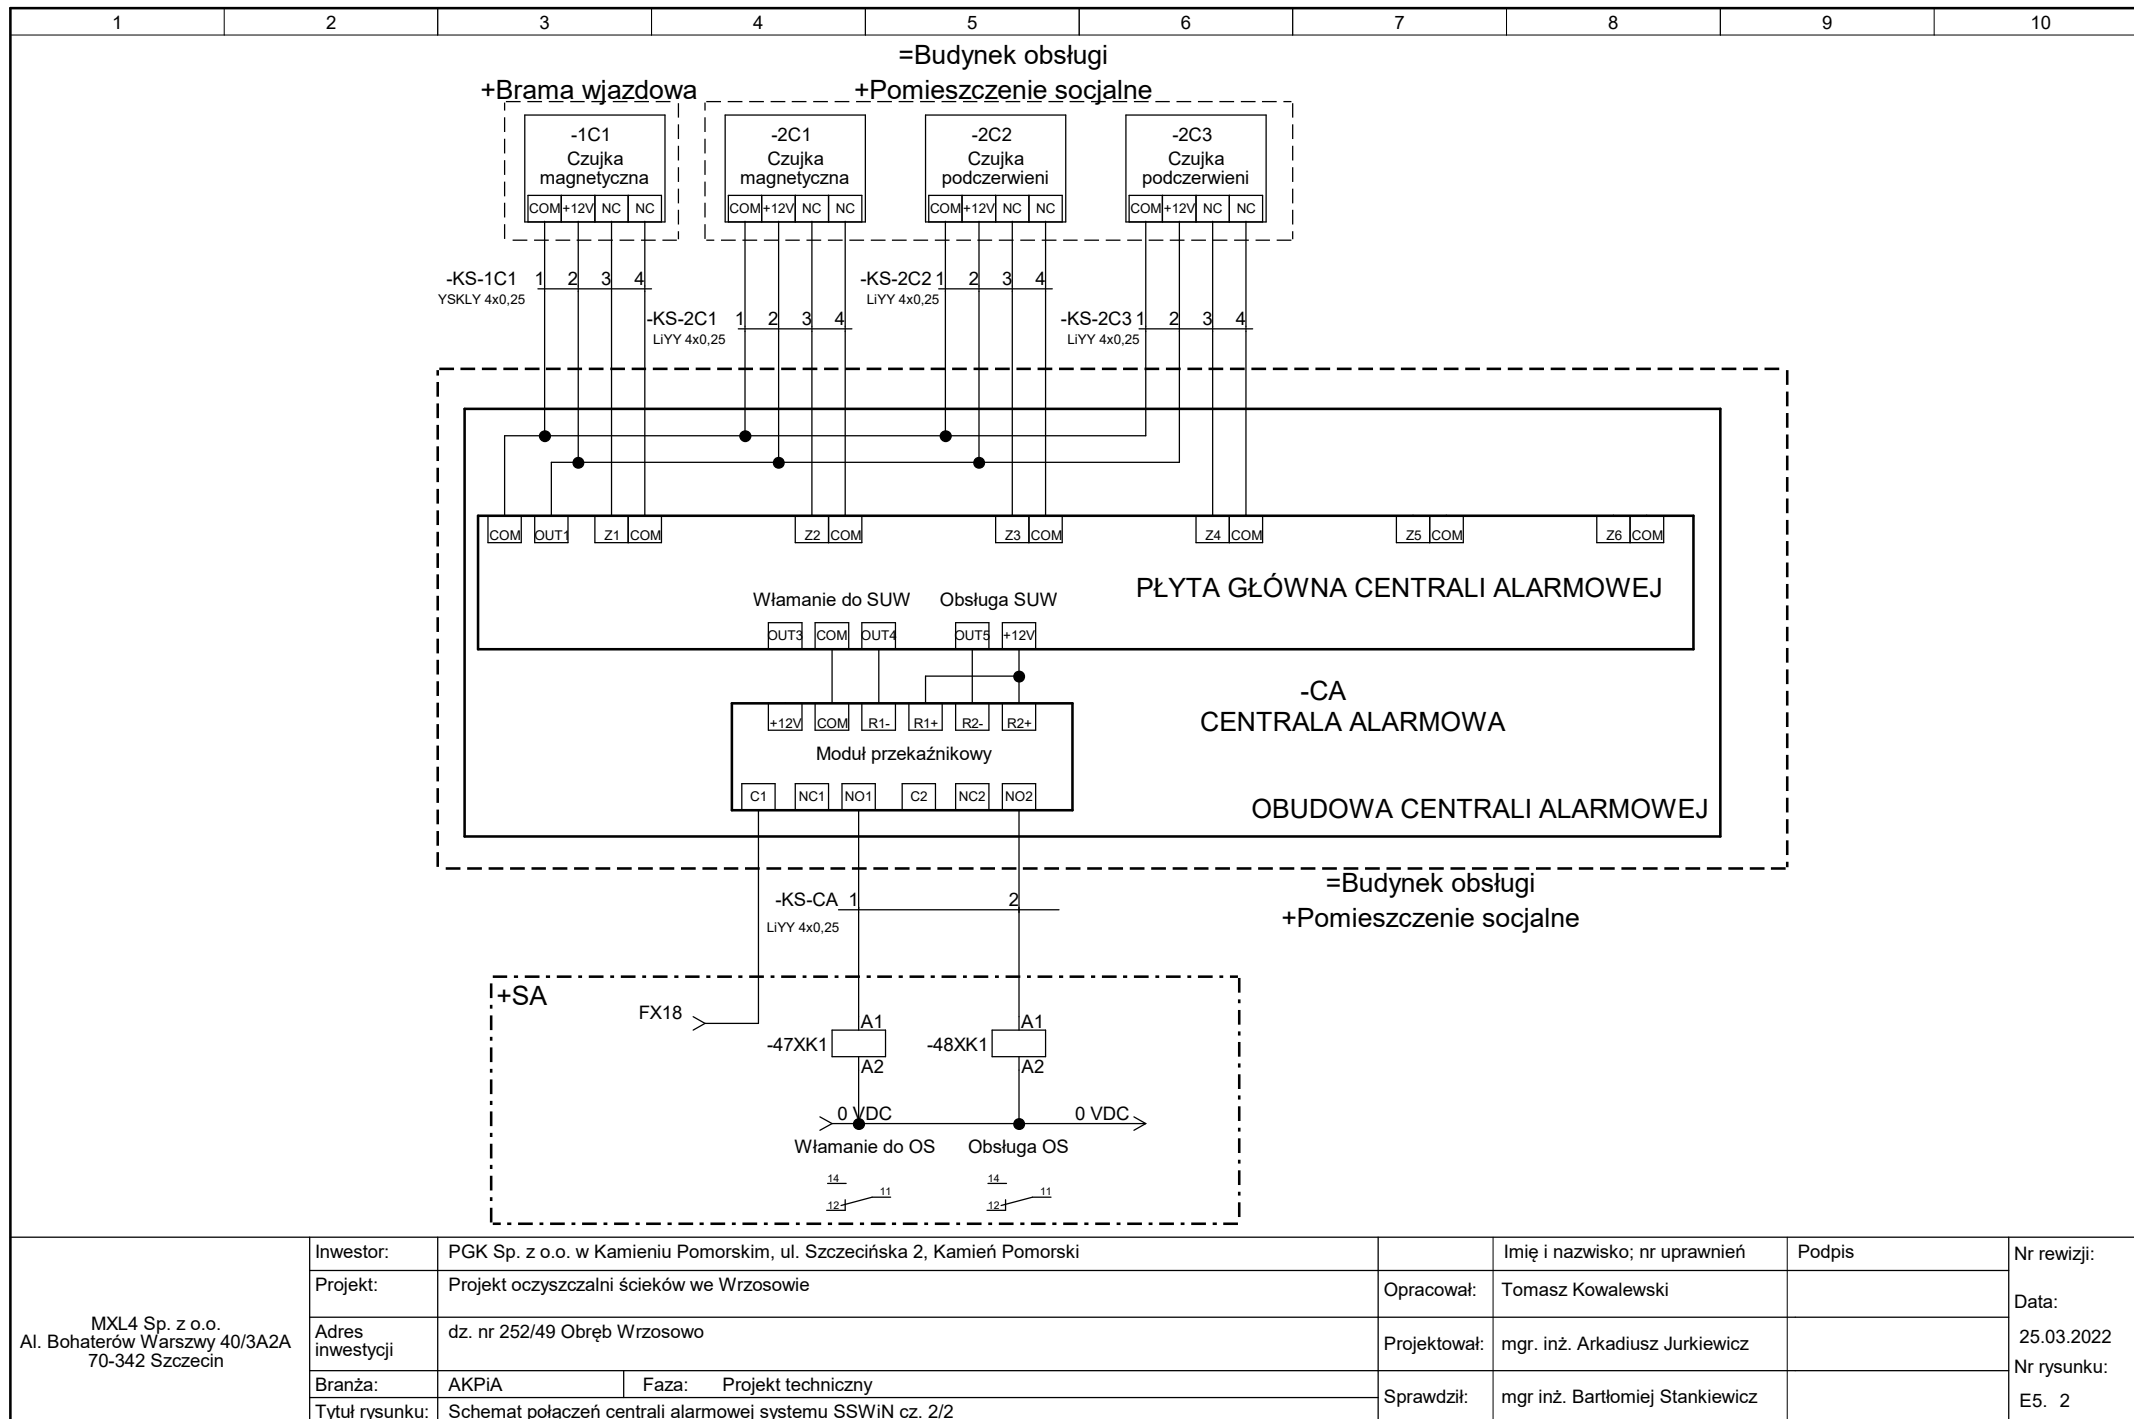 1 2 3 4 5 6 7 8 9 10
=Budynek obsługi
+Brama wjazdowa
+Pomieszczenie socjalne
-1C1
Czujka
magnetyczna
COM +12V NC NC
-2C1
Czujka
magnetyczna
COM +12V NC NC
-2C2
Czujka
podczerwieni
COM +12V NC NC
-2C3
Czujka
podczerwieni
COM +12V NC NC
-KS-1C1 1 2 3 4
YSKLY 4x0,25
-KS-2C1 1 2 3 4
LiYY 4x0,25
-KS-2C2 1 2 3 4
LiYY 4x0,25
-KS-2C3 1 2 3 4
LiYY 4x0,25
COM OUT1 Z1 COM Z2 COM Z3 COM Z4 COM Z5 COM Z6 COM
PŁYTA GŁÓWNA CENTRALI ALARMOWEJ
Włamanie do SUW Obsługa SUW
OUT3 COM OUT4 OUT5 +12V
-CA
CENTRALA ALARMOWA
+12V COM R1- R1+ R2- R2+
Moduł przekaźnikowy
C1 NC1 NO1 C2 NC2 NO2
OBUDOWA CENTRALI ALARMOWEJ
=Budynek obsługi
+Pomieszczenie socjalne
-KS-CA 1 2
LiYY 4x0,25
+SA
FX18
-47XK1 A1 A2
-48XK1 A1 A2
0 VDC 0 VDC
Włamanie do OS Obsługa OS
14 11 12
14 11 12
MXL4 Sp. z o.o.
Al. Bohaterów Warszwy 40/3A2A
70-342 Szczecin
Inwestor: PGK Sp. z o.o. w Kamieniu Pomorskim, ul. Szczecińska 2, Kamień Pomorski
Projekt: Projekt oczyszczalni ścieków we Wrzosowie
Adres
inwestycji
dz. nr 252/49 Obręb Wrzosowo
Branża: AKPiA Faza: Projekt techniczny
Tytuł rysunku: Schemat połączeń centrali alarmowej systemu SSWiN cz. 2/2
Imię i nazwisko; nr uprawnień Podpis
Opracował: Tomasz Kowalewski
Projektował: mgr. inż. Arkadiusz Jurkiewicz
Sprawdził: mgr inż. Bartłomiej Stankiewicz
Nr rewizji:
Data:
25.03.2022
Nr rysunku:
E5. 2